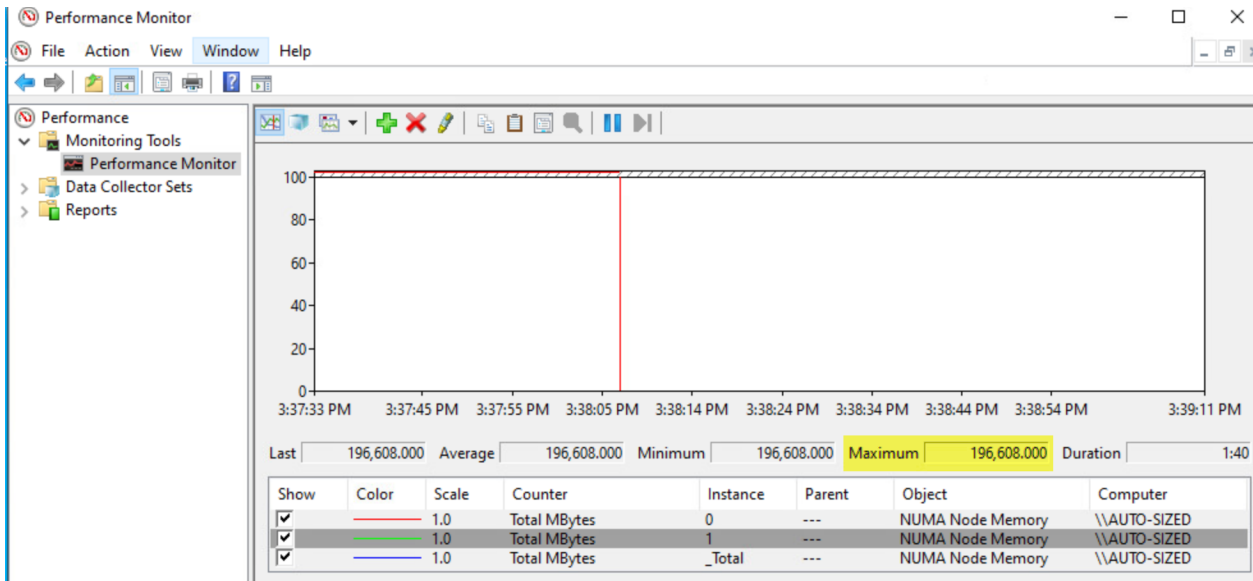 Performance Monitor
File Action View Window Help
Performance
Monitoring Tools
Performance Monitor
Data Collector Sets
Reports
100
80
60
40
20
0
3:37:33 PM 3:37:45 PM 3:37:55 PM 3:38:05 PM 3:38:14 PM 3:38:24 PM 3:38:34 PM 3:38:44 PM 3:38:54 PM 3:39:11 PM
Last 196,608.000 Average 196,608.000 Minimum 196,608.000 Maximum 196,608.000 Duration 1:40
Show Color Scale Counter Instance Parent Object Computer
1.0 Total MBytes 0 --- NUMA Node Memory \\AUTO-SIZED
1.0 Total MBytes 1 --- NUMA Node Memory \\AUTO-SIZED
1.0 Total MBytes _Total --- NUMA Node Memory \\AUTO-SIZED